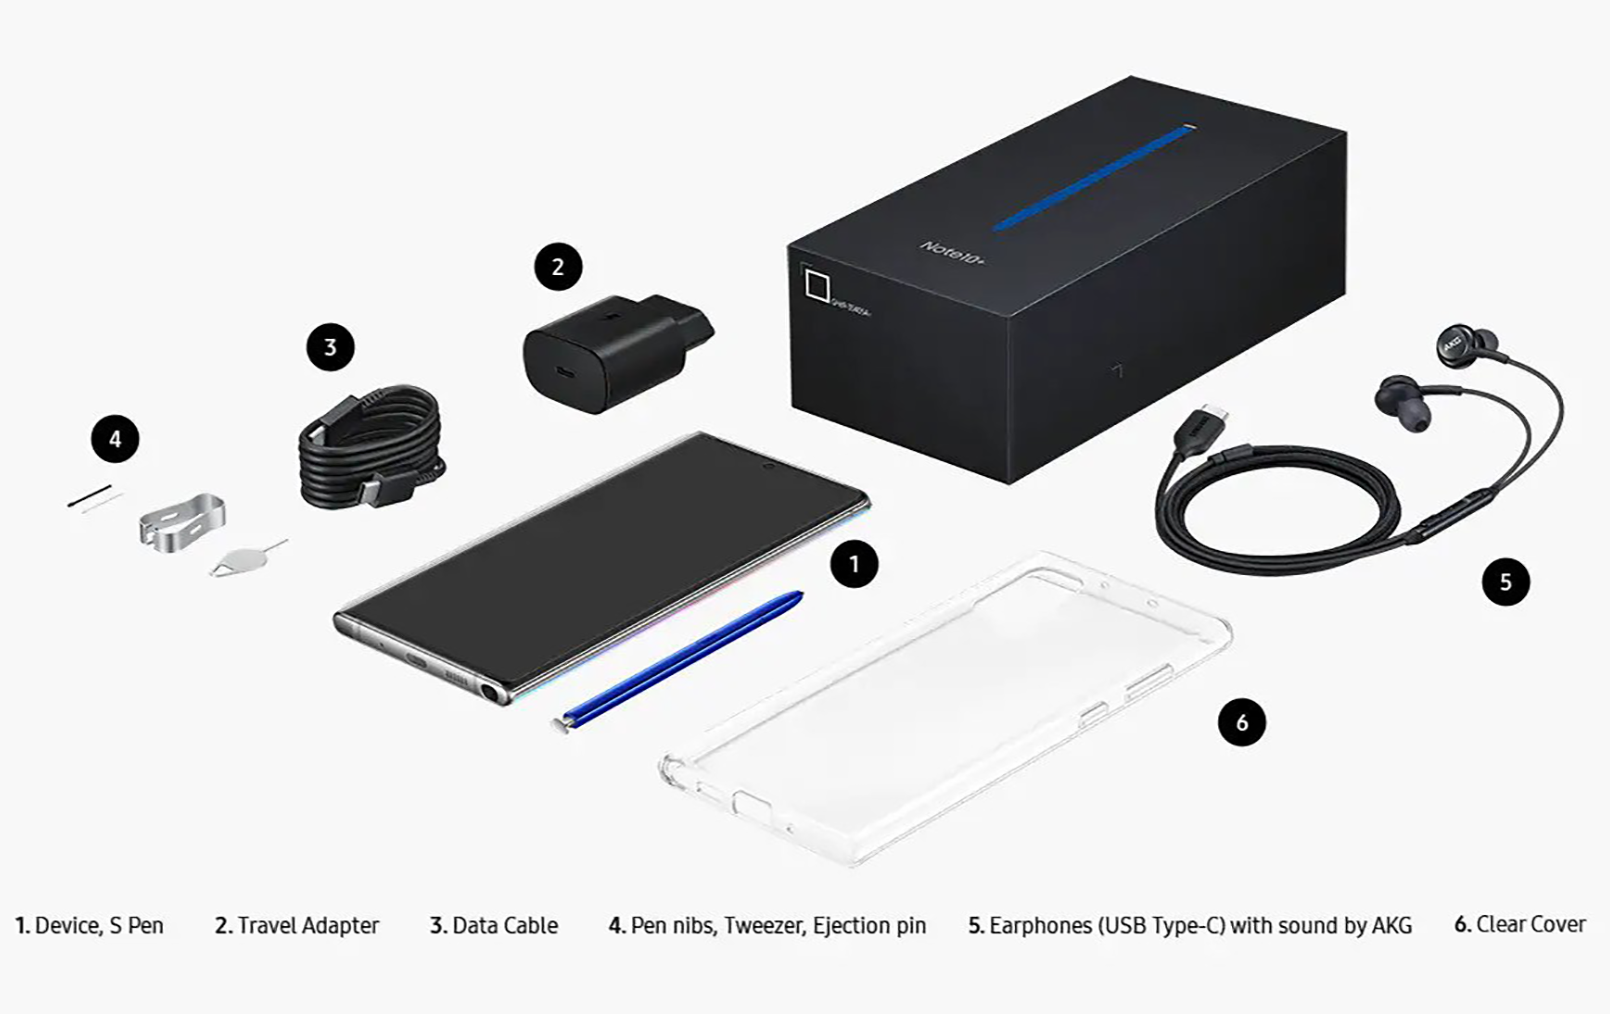 Note10+
2
3
4
1
5
6
AKG
1. Device, S Pen
2. Travel Adapter
3. Data Cable
4. Pen nibs, Tweezer, Ejection pin
5. Earphones (USB Type-C) with sound by AKG
6. Clear Cover